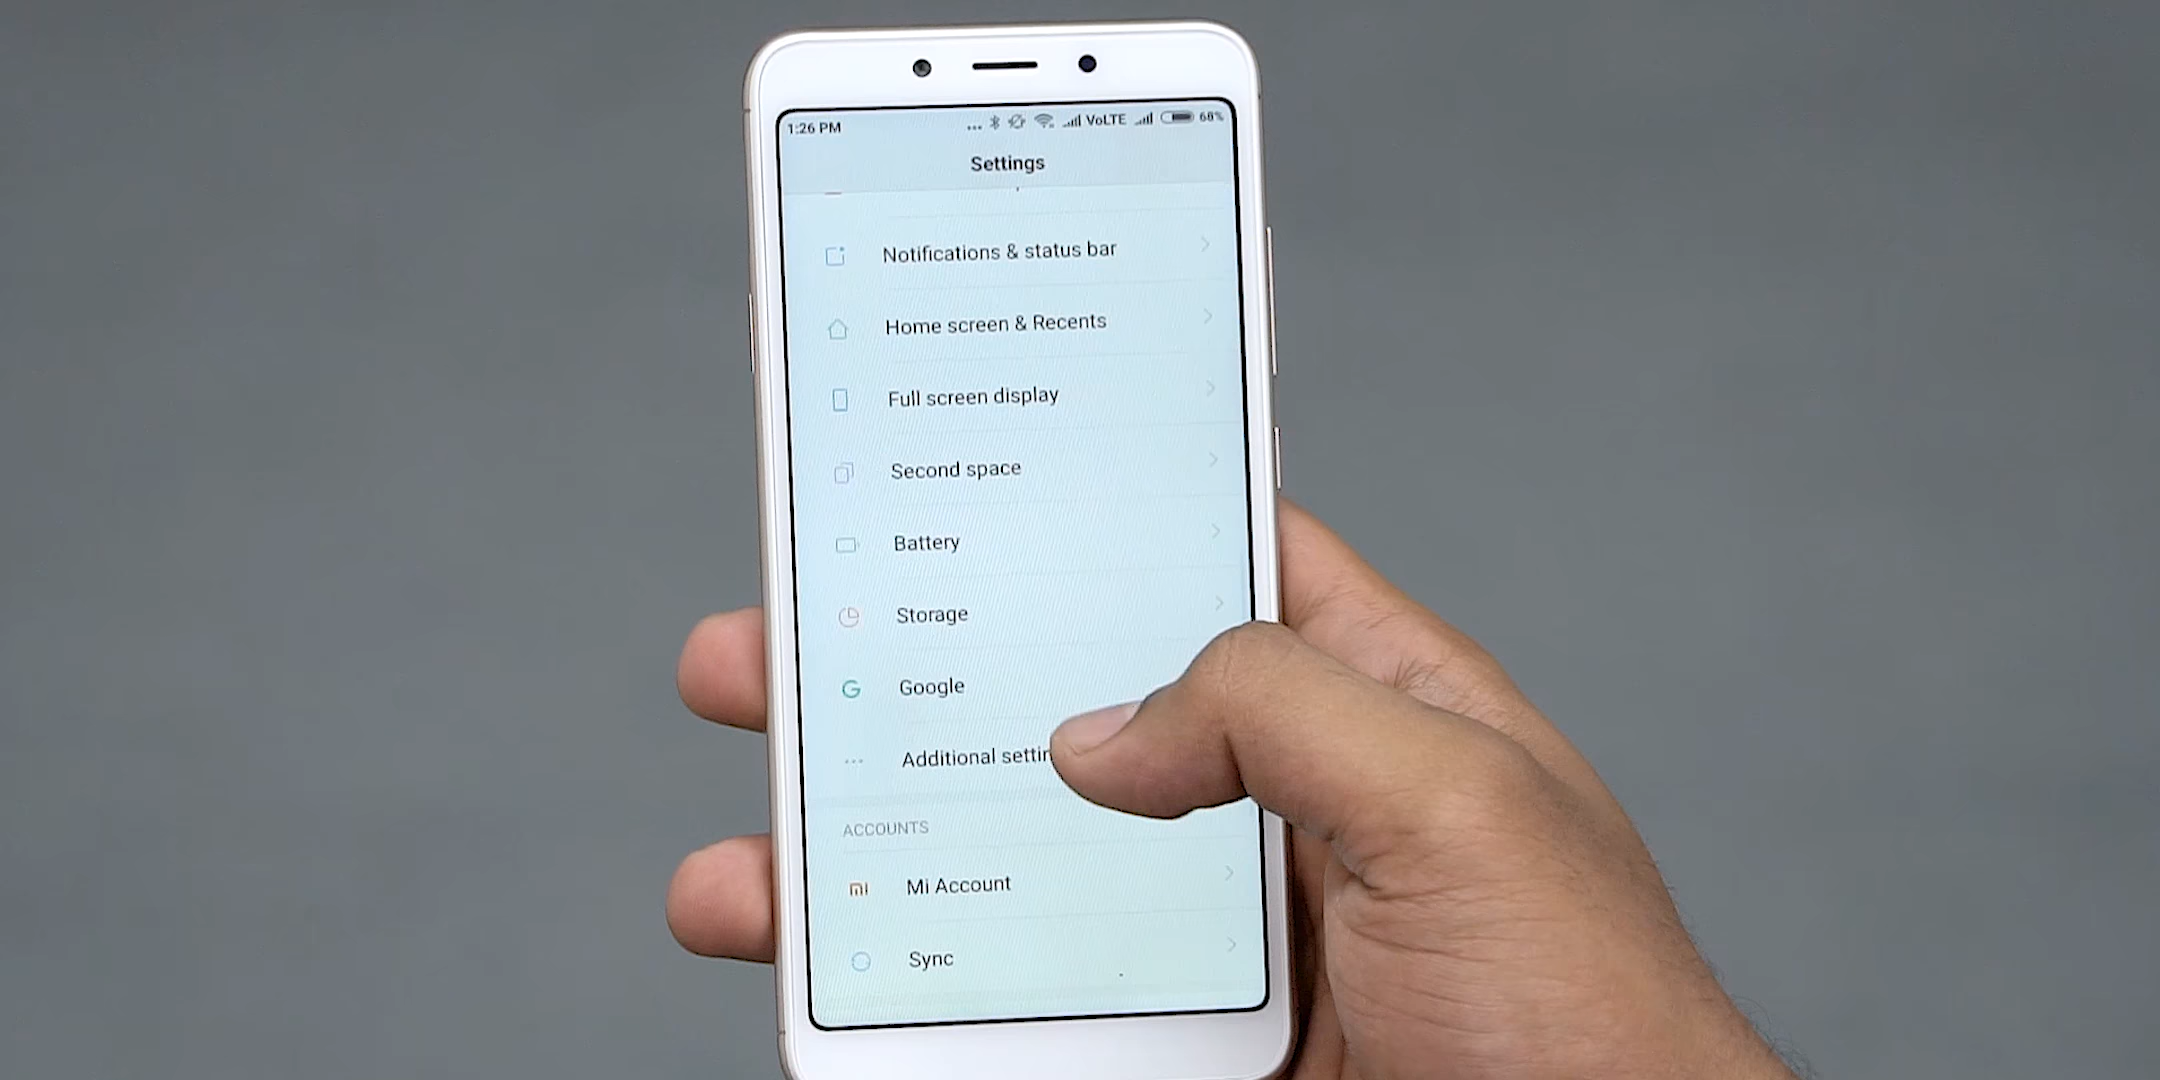 1:26 PM ... VoLTE 68%
Settings
Notifications & status bar
Home screen & Recents
Full screen display
Second space
Battery
Storage
Google
Additional settin
ACCOUNTS
Mi Account
Sync